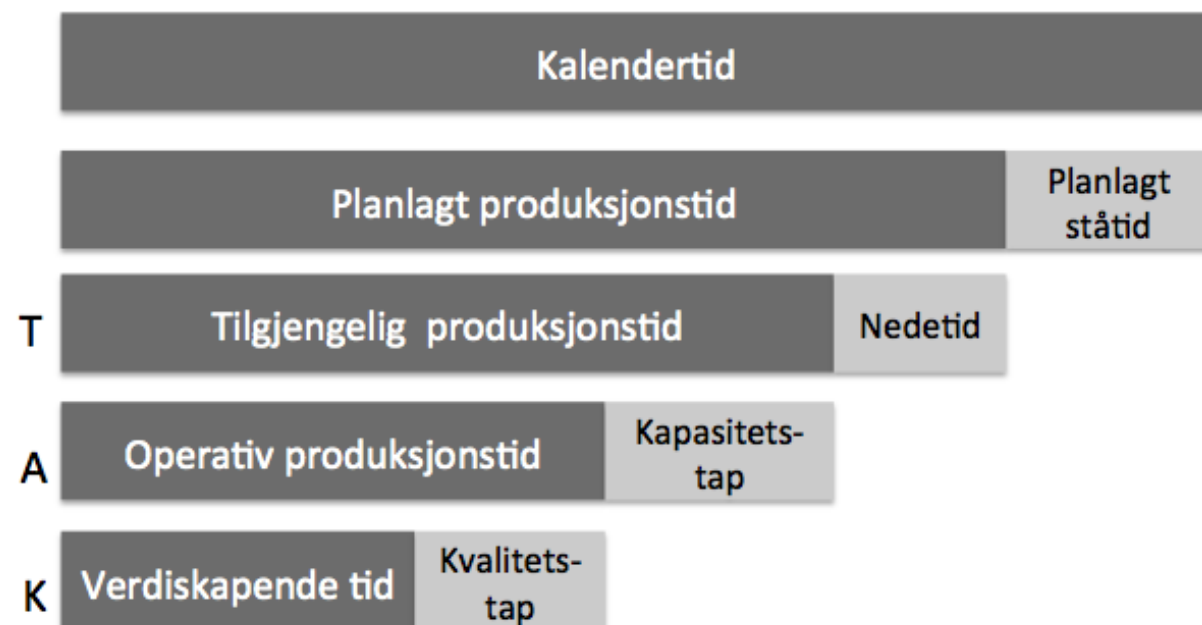 Kalendertid
Planlagt produksjonstid
Planlagt
ståtid
T
Tilgjengelig produksjonstid
Nedetid
A
Operativ produksjonstid
Kapasitets-
tap
K
Verdiskapende tid
Kvalitets-
tap